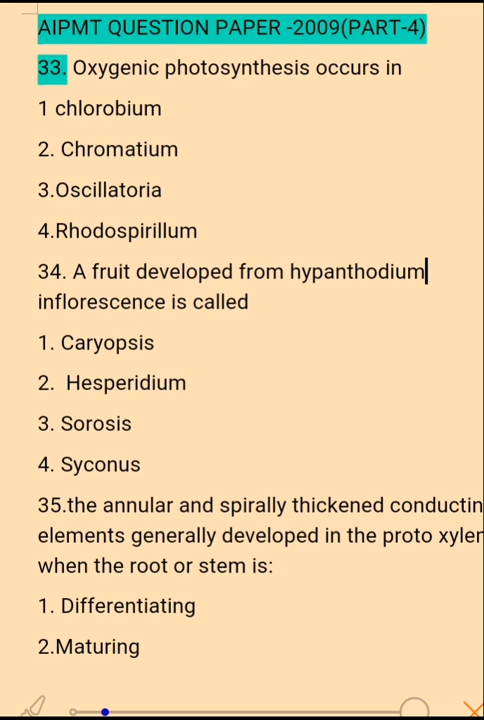 AIPMT QUESTION PAPER -2009(PART-4)
33. Oxygenic photosynthesis occurs in
1 chlorobium
2. Chromatium
3.Oscillatoria
4.Rhodospirillum
34. A fruit developed from hypanthodium
inflorescence is called
1. Caryopsis
2. Hesperidium
3. Sorosis
4. Syconus
35.the annular and spirally thickened conductin
elements generally developed in the proto xyler
when the root or stem is:
1. Differentiating
2.Maturing